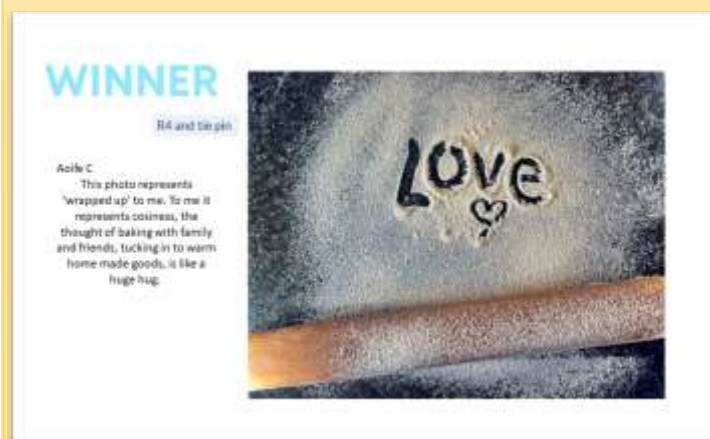 WINNER
R4 and tie pin
Aoife C
This photo represents
'wrapped up' to me. To me it
represents cosiness, the
thought of baking with family
and friends, tucking in to warm
home made goods, is like a
huge hug.
LOVE